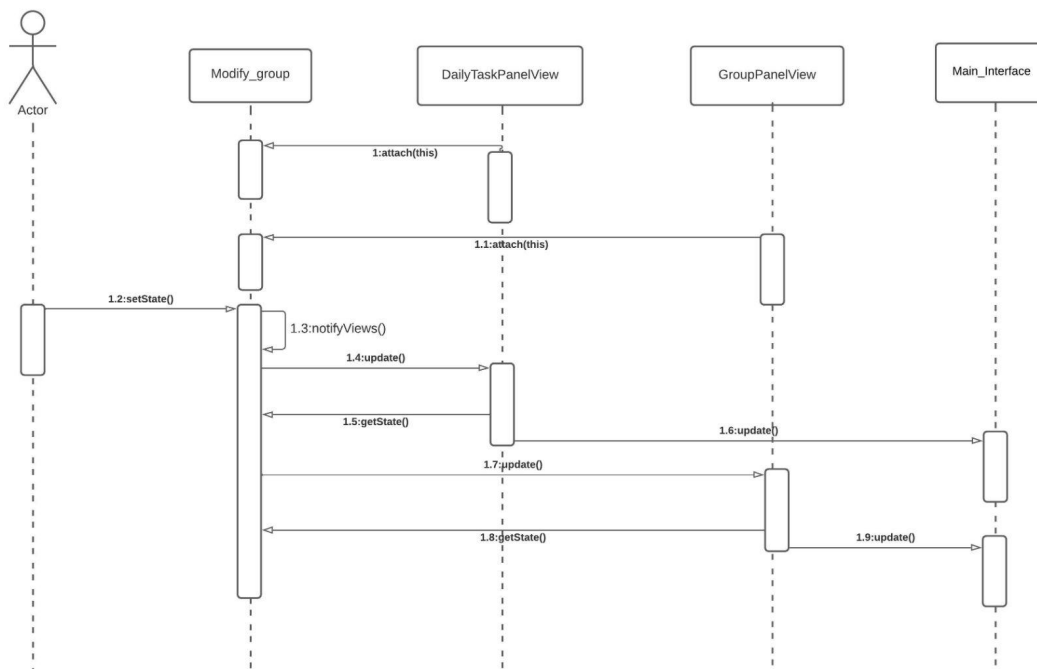 Modify_group
DailyTaskPanelView
GroupPanelView
Main_Interface
Actor
1:attach(this)
1.1:attach(this)
1.2:setState()
1.3:notifyViews()
1.4:update()
1.5:getState()
1.6:update()
1.7:update()
1.8:getState()
1.9:update()